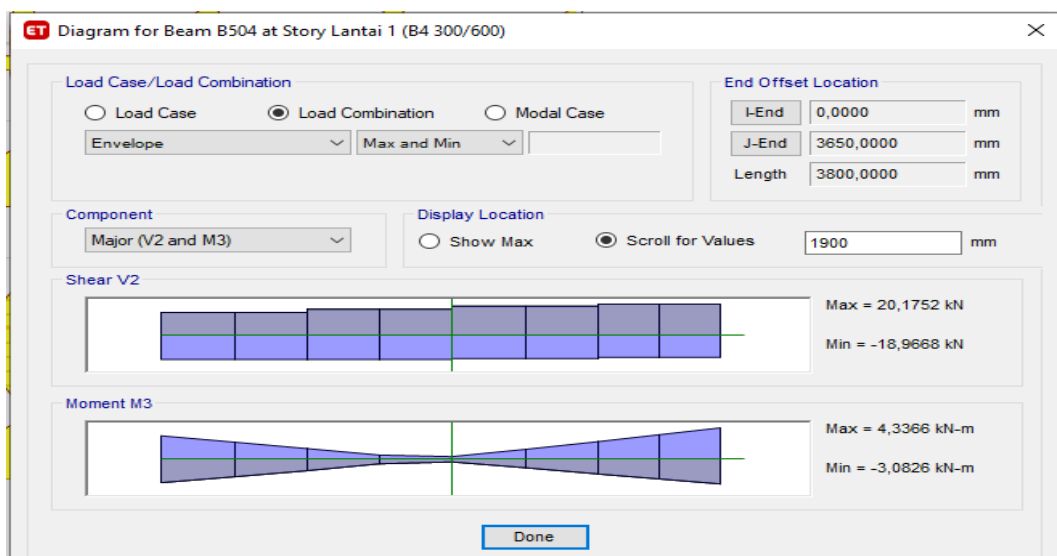 ET Diagram for Beam B504 at Story Lantai 1 (B4 300/600)
Load Case/Load Combination
Load Case Load Combination Modal Case
Envelope Max and Min
End Offset Location
I-End 0,0000 mm
J-End 3650,0000 mm
Length 3800,0000 mm
Component
Major (V2 and M3)
Display Location
Show Max Scroll for Values 1900 mm
Shear V2
Max = 20,1752 kN
Min = -18,9668 kN
Moment M3
Max = 4,3366 kN-m
Min = -3,0826 kN-m
Done